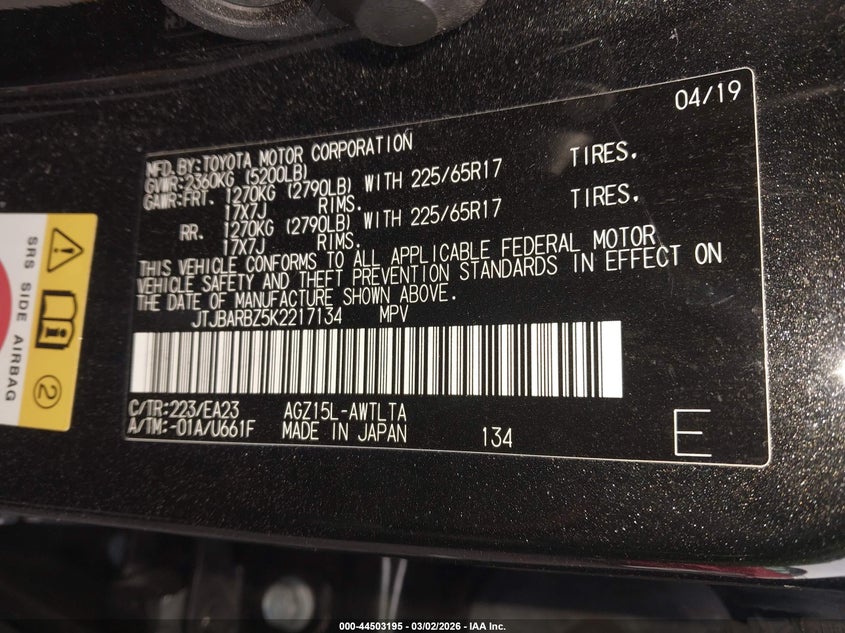 04/19
MFD.BY:TOYOTA MOTOR CORPORATION
GVWR:2360KG (5200LB)
GAWR:FRT. 1270KG (2790LB) WITH 225/65R17 TIRES.
17X7J RIMS.
RR. 1270KG (2790LB) WITH 225/65R17 TIRES.
17X7J RIMS.
THIS VEHICLE CONFORMS TO ALL APPLICABLE FEDERAL MOTOR
VEHICLE SAFETY AND THEFT PREVENTION STANDARDS IN EFFECT ON
THE DATE OF MANUFACTURE SHOWN ABOVE.
JTJBARBZ5K2217134 MPV
C/TR:223/EA23 AGZ15L-AWTLTA
A/TM:-01A/U661F MADE IN JAPAN 134 E
SRS SIDE AIRBAG
2
000-44503195 - 03/02/2026 - IAA Inc.